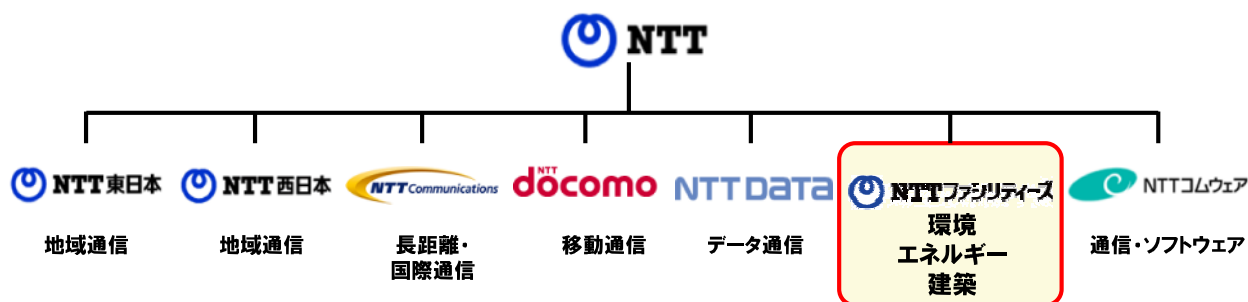 NTT
NTT東日本
地域通信
NTT西日本
地域通信
NTT Communications
長距離・
国際通信
NTT
docomo
移動通信
NTT DATA
データ通信
NTTファシリティーズ
環境
エネルギー
建築
NTTコムウェア
通信・ソフトウェア